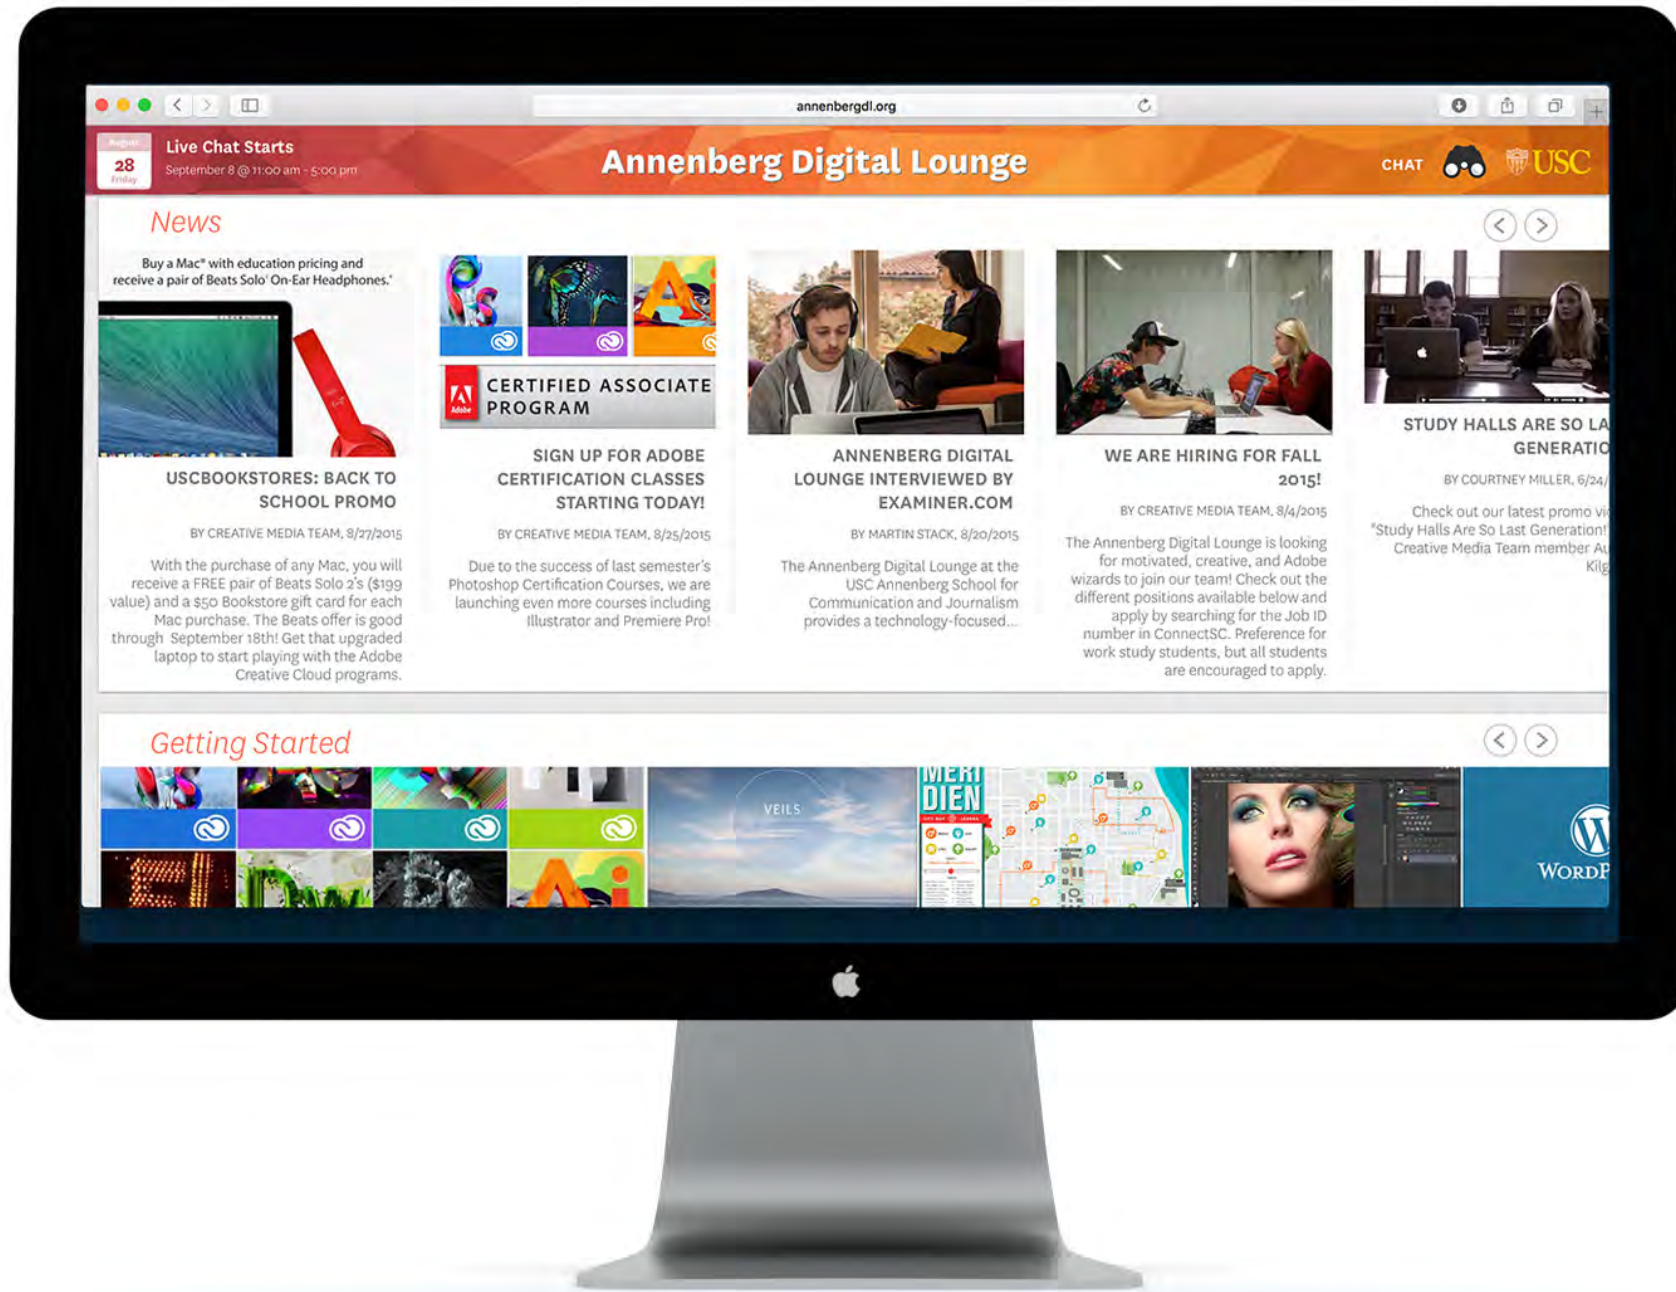 annenbergdl.org
August
28
Friday
Live Chat Starts
September 8 @ 11:00 am - 5:00 pm
Annenberg Digital Lounge
CHAT
USC
News
Buy a Mac® with education pricing and
receive a pair of Beats Solo² On-Ear Headphones.*
USCBOOKSTORES: BACK TO
SCHOOL PROMO
BY CREATIVE MEDIA TEAM, 8/27/2015
With the purchase of any Mac, you will
receive a FREE pair of Beats Solo 2's ($199
value) and a $50 Bookstore gift card for each
Mac purchase. The Beats offer is good
through September 18th! Get that upgraded
laptop to start playing with the Adobe
Creative Cloud programs.
Ai
Adobe
CERTIFIED ASSOCIATE
PROGRAM
SIGN UP FOR ADOBE
CERTIFICATION CLASSES
STARTING TODAY!
BY CREATIVE MEDIA TEAM, 8/25/2015
Due to the success of last semester's
Photoshop Certification Courses, we are
launching even more courses including
Illustrator and Premiere Pro!
ANNENBERG DIGITAL
LOUNGE INTERVIEWED BY
EXAMINER.COM
BY MARTIN STACK, 8/20/2015
The Annenberg Digital Lounge at the
USC Annenberg School for
Communication and Journalism
provides a technology-focused...
WE ARE HIRING FOR FALL
2015!
BY CREATIVE MEDIA TEAM, 8/4/2015
The Annenberg Digital Lounge is looking
for motivated, creative, and Adobe
wizards to join our team! Check out the
different positions available below and
apply by searching for the Job ID
number in ConnectSC. Preference for
work study students, but all students
are encouraged to apply.
STUDY HALLS ARE SO LA
GENERATIO
BY COURTNEY MILLER, 6/24/
Check out our latest promo vi
"Study Halls Are So Last Generation!
Creative Media Team member Au
Kilg
Getting Started
Dw
Ai
VEILS
MERI
DIEN
W
WORDP